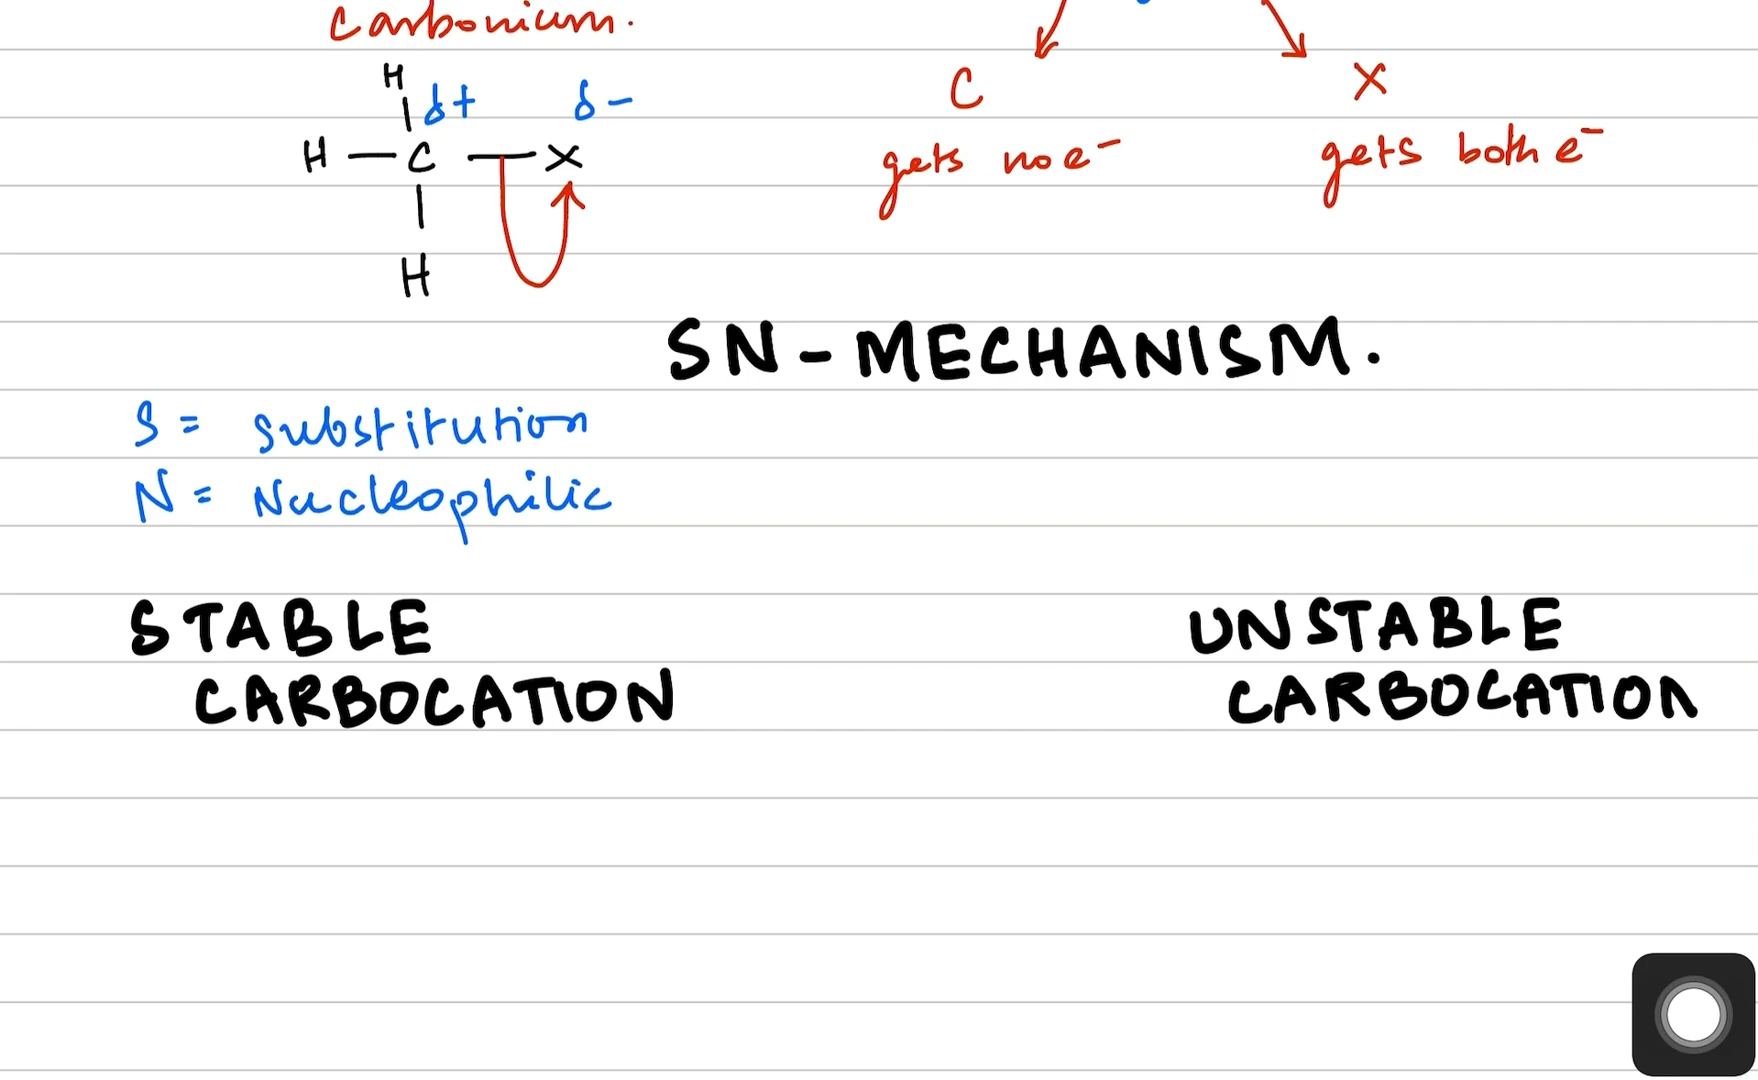 Carbonium.
H
δ+ δ-
H — C — X
H
C X
gets no e⁻ gets both e⁻
SN-MECHANISM.
S = Substitution
N = Nucleophilic
STABLE
CARBOCATION
UNSTABLE
CARBOCATION